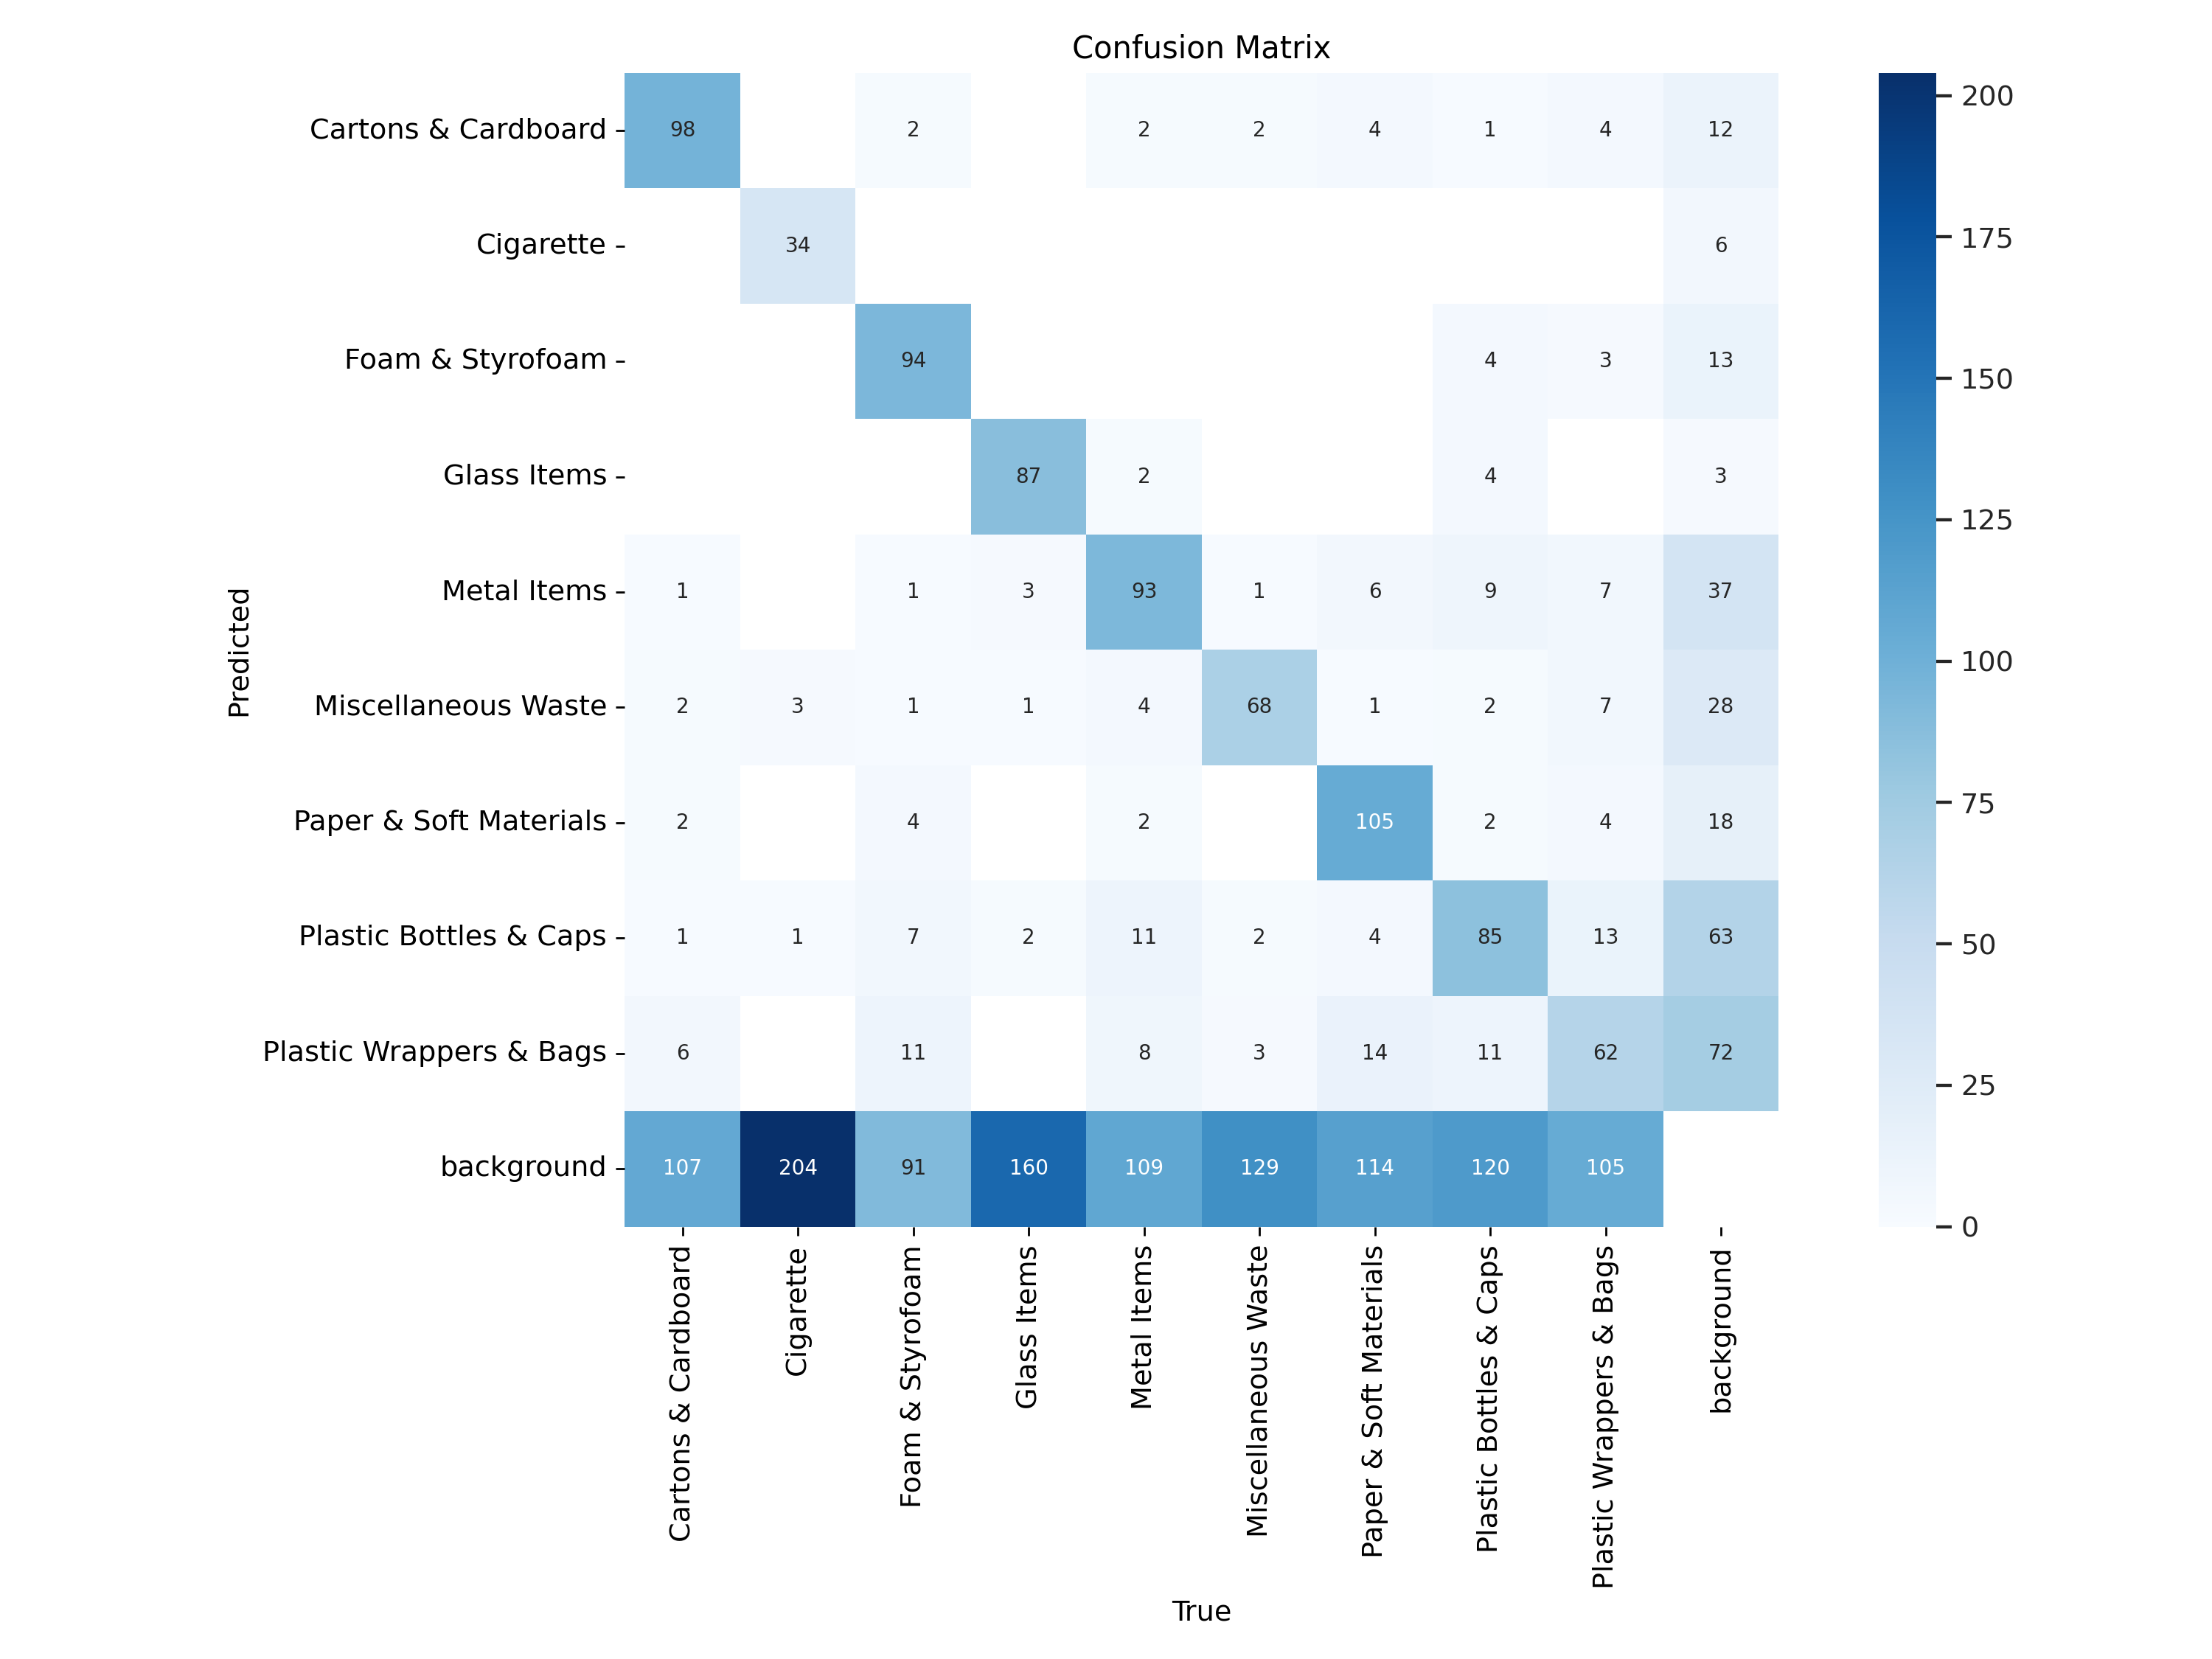 Confusion Matrix
Cartons & Cardboard 98 2 2 2 4 1 4 12
Cigarette 34 6
Foam & Styrofoam 94 4 3 13
Glass Items 87 2 4 3
Metal Items 1 1 3 93 1 6 9 7 37
Miscellaneous Waste 2 3 1 1 4 68 1 2 7 28
Paper & Soft Materials 2 4 2 105 2 4 18
Plastic Bottles & Caps 1 1 7 2 11 2 4 85 13 63
Plastic Wrappers & Bags 6 11 8 3 14 11 62 72
background 107 204 91 160 109 129 114 120 105
Predicted
Cartons & Cardboard
Cigarette
Foam & Styrofoam
Glass Items
Metal Items
Miscellaneous Waste
Paper & Soft Materials
Plastic Bottles & Caps
Plastic Wrappers & Bags
background
True
200
175
150
125
100
75
50
25
0